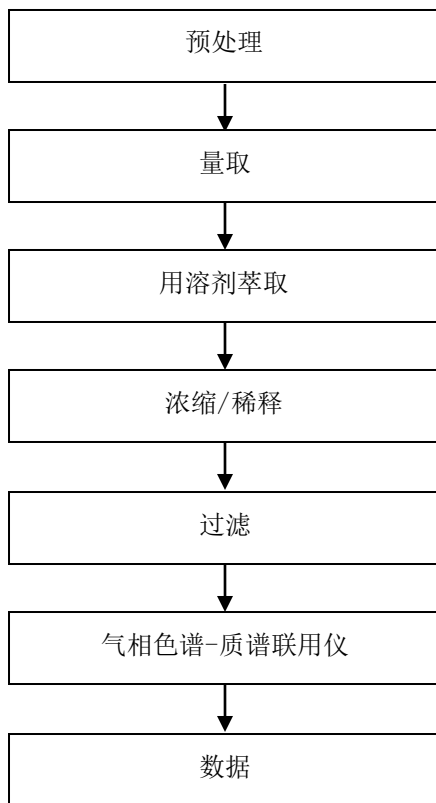 预处理
量取
用溶剂萃取
浓缩/稀释
过滤
气相色谱-质谱联用仪
数据